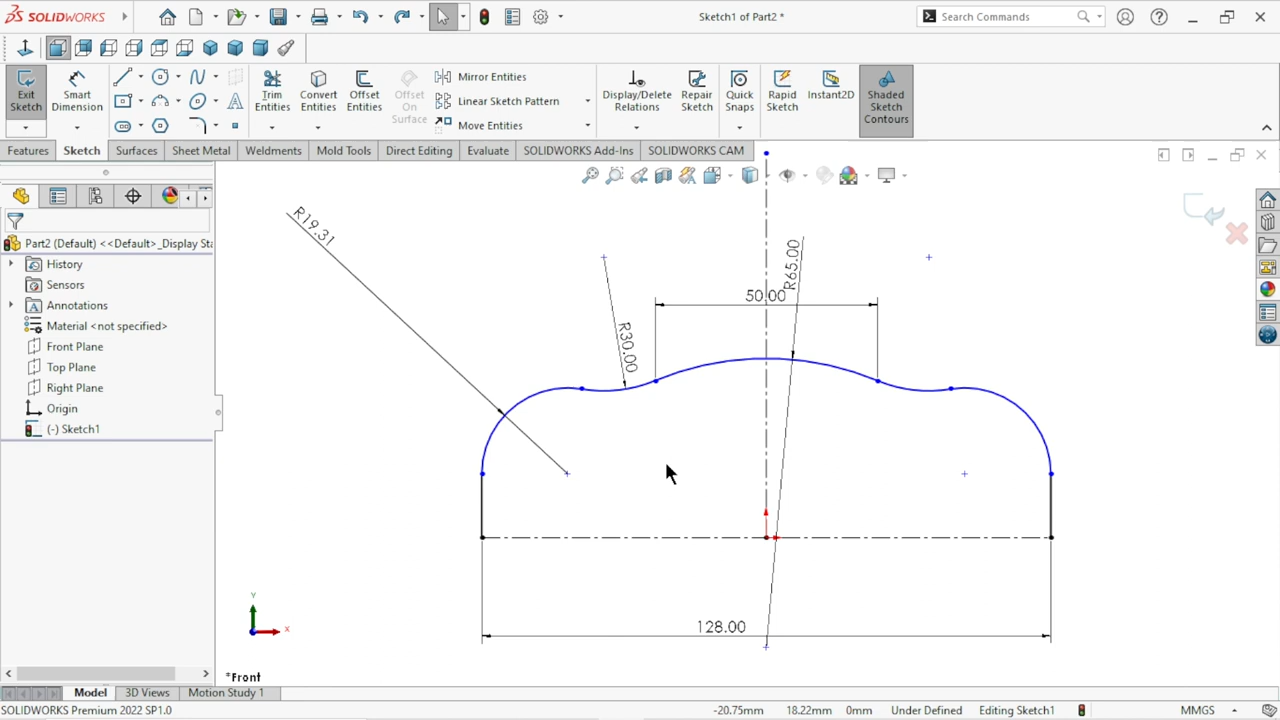 SOLIDWORKS
Sketch1 of Part2 *
Search Commands
Exit Sketch
Smart Dimension
Trim Entities
Convert Entities
Offset Entities
Offset On Surface
Mirror Entities
Linear Sketch Pattern
Move Entities
Display/Delete Relations
Repair Sketch
Quick Snaps
Rapid Sketch
Instant2D
Shaded Sketch Contours
Features
Sketch
Surfaces
Sheet Metal
Weldments
Mold Tools
Direct Editing
Evaluate
SOLIDWORKS Add-Ins
SOLIDWORKS CAM
Part2 (Default) <<Default>_Display Sta
History
Sensors
Annotations
Material <not specified>
Front Plane
Top Plane
Right Plane
Origin
(-) Sketch1
R19.31
R30.00
50.00
R65.00
128.00
Y
X
*Front
Model
3D Views
Motion Study 1
SOLIDWORKS Premium 2022 SP1.0
-20.75mm
18.22mm
0mm
Under Defined
Editing Sketch1
MMGS